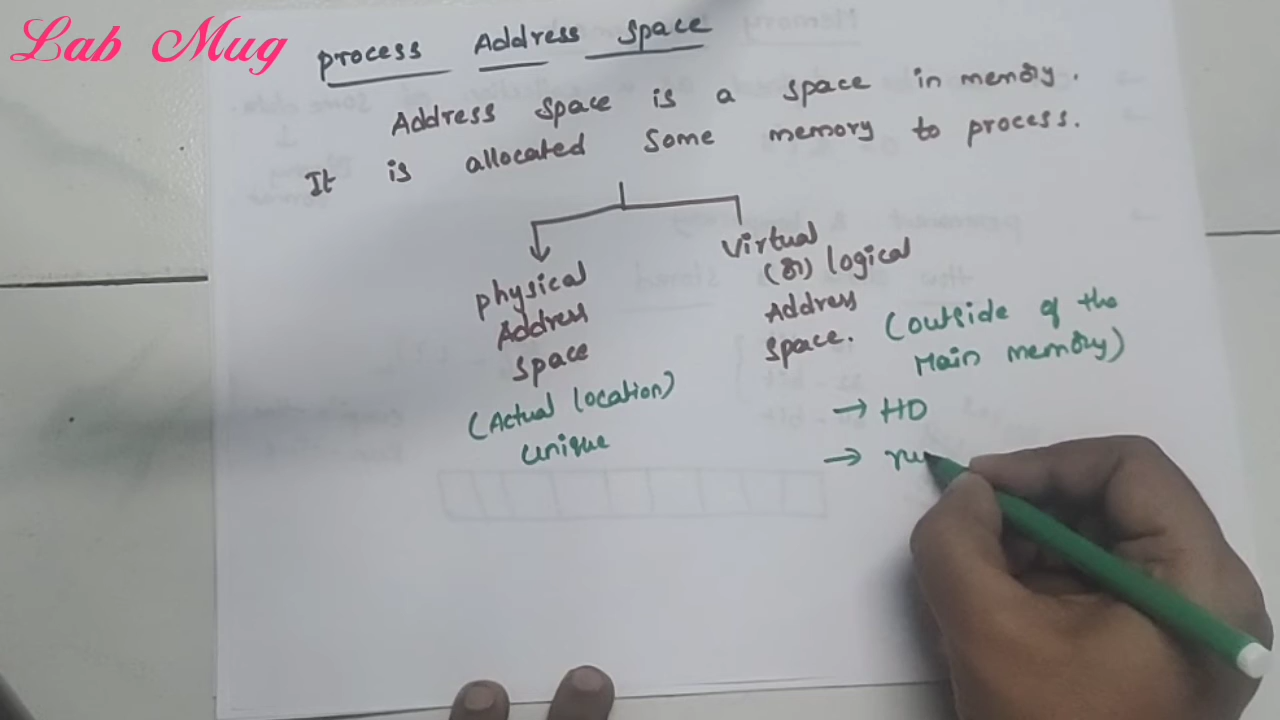 Lab Mug
Process Address Space
Address space is a space in memory.
It is allocated some memory to process.
Physical
Address
Space
(Actual location)
unique
Virtual
(or) logical
Address
space.
(outside of the
Main memory)
→ HD
→